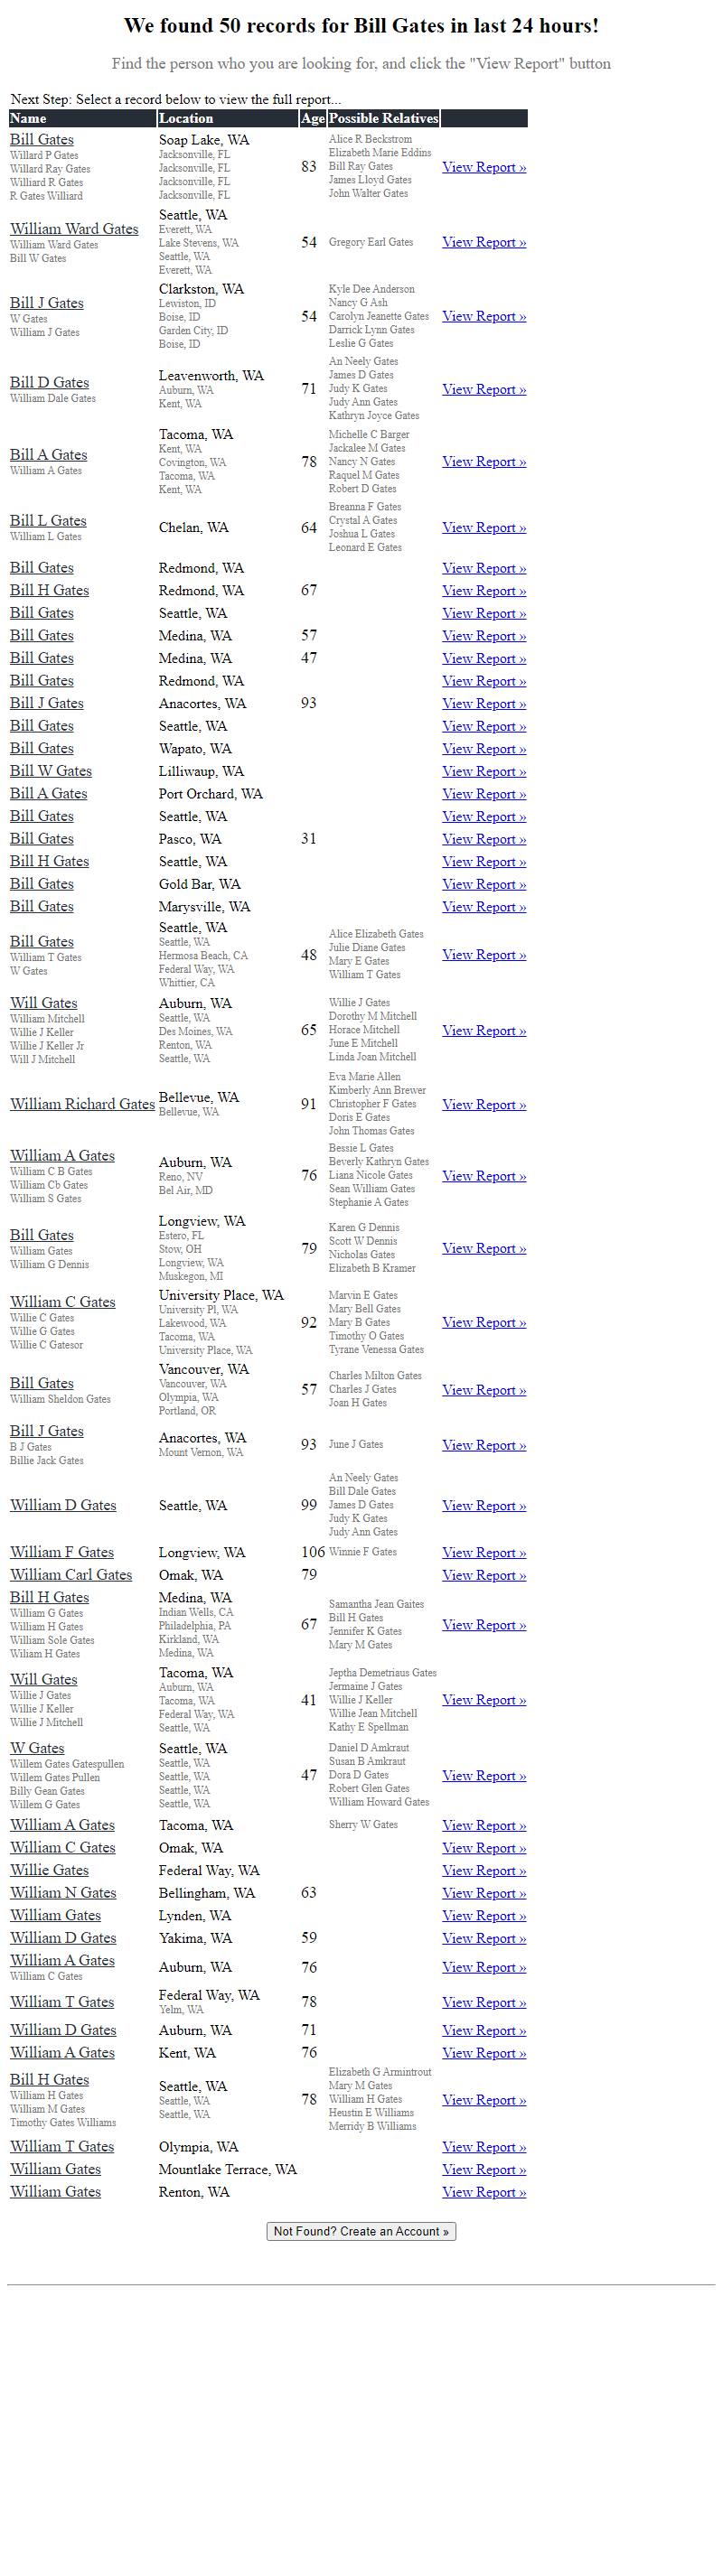 We found 50 records for Bill Gates in last 24 hours!
Find the person who you are looking for, and click the "View Report" button
Next Step: Select a record below to view the full report...
Name Location Age Possible Relatives
Bill Gates
Willard P Gates
Willard Ray Gates
Williard R Gates
R Gates Williard
Soap Lake, WA
Jacksonville, FL
Jacksonville, FL
Jacksonville, FL
Jacksonville, FL
83
Alice R Beckstrom
Elizabeth Marie Eddins
Bill Ray Gates
James Lloyd Gates
John Walter Gates
View Report »
William Ward Gates
William Ward Gates
Bill W Gates
Seattle, WA
Everett, WA
Lake Stevens, WA
Seattle, WA
Everett, WA
54
Gregory Earl Gates
View Report »
Bill J Gates
W Gates
William J Gates
Clarkston, WA
Lewiston, ID
Boise, ID
Garden City, ID
Boise, ID
54
Kyle Dee Anderson
Nancy G Ash
Carolyn Jeanette Gates
Darrick Lynn Gates
Leslie G Gates
View Report »
Bill D Gates
William Dale Gates
Leavenworth, WA
Auburn, WA
Kent, WA
71
An Neely Gates
James D Gates
Judy K Gates
Judy Ann Gates
Kathryn Joyce Gates
View Report »
Bill A Gates
William A Gates
Tacoma, WA
Kent, WA
Covington, WA
Tacoma, WA
Kent, WA
78
Michelle C Barger
Jackalee M Gates
Nancy N Gates
Raquel M Gates
Robert D Gates
View Report »
Bill L Gates
William L Gates
Chelan, WA
64
Breanna F Gates
Crystal A Gates
Joshua L Gates
Leonard E Gates
View Report »
Bill Gates Redmond, WA View Report »
Bill H Gates Redmond, WA 67 View Report »
Bill Gates Seattle, WA View Report »
Bill Gates Medina, WA 57 View Report »
Bill Gates Medina, WA 47 View Report »
Bill Gates Redmond, WA View Report »
Bill J Gates Anacortes, WA 93 View Report »
Bill Gates Seattle, WA View Report »
Bill Gates Wapato, WA View Report »
Bill W Gates Lilliwaup, WA View Report »
Bill A Gates Port Orchard, WA View Report »
Bill Gates Seattle, WA View Report »
Bill Gates Pasco, WA 31 View Report »
Bill H Gates Seattle, WA View Report »
Bill Gates Gold Bar, WA View Report »
Bill Gates Marysville, WA View Report »
Bill Gates
William T Gates
W Gates
Seattle, WA
Seattle, WA
Hermosa Beach, CA
Federal Way, WA
Whittier, CA
48
Alice Elizabeth Gates
Julie Diane Gates
Mary E Gates
William T Gates
View Report »
Will Gates
William Mitchell
Willie J Keller
Willie J Keller Jr
Will J Mitchell
Auburn, WA
Seattle, WA
Des Moines, WA
Renton, WA
Seattle, WA
65
Willie J Gates
Dorothy M Mitchell
Horace Mitchell
June E Mitchell
Linda Joan Mitchell
View Report »
William Richard Gates
Bellevue, WA
Bellevue, WA
91
Eva Marie Allen
Kimberly Ann Brewer
Christopher F Gates
Doris E Gates
John Thomas Gates
View Report »
William A Gates
William C B Gates
William Cb Gates
William S Gates
Auburn, WA
Reno, NV
Bel Air, MD
76
Bessie L Gates
Beverly Kathryn Gates
Liana Nicole Gates
Sean William Gates
Stephanie A Gates
View Report »
Bill Gates
William Gates
William G Dennis
Longview, WA
Estero, FL
Stow, OH
Longview, WA
Muskegon, MI
79
Karen G Dennis
Scott W Dennis
Nicholas Gates
Elizabeth B Kramer
View Report »
William C Gates
Willie C Gates
Willie G Gates
Willie C Gatesor
University Place, WA
University Pl, WA
Lakewood, WA
Tacoma, WA
University Place, WA
92
Marvin E Gates
Mary Bell Gates
Mary B Gates
Timothy O Gates
Tyrane Venessa Gates
View Report »
Bill Gates
William Sheldon Gates
Vancouver, WA
Vancouver, WA
Olympia, WA
Portland, OR
57
Charles Milton Gates
Charles J Gates
Joan H Gates
View Report »
Bill J Gates
B J Gates
Billie Jack Gates
Anacortes, WA
Mount Vernon, WA
93
June J Gates
View Report »
William D Gates
Seattle, WA
99
An Neely Gates
Bill Dale Gates
James D Gates
Judy K Gates
Judy Ann Gates
View Report »
William F Gates Longview, WA 106 Winnie F Gates View Report »
William Carl Gates Omak, WA 79 View Report »
Bill H Gates
William G Gates
William H Gates
William Sole Gates
Wiliam H Gates
Medina, WA
Indian Wells, CA
Philadelphia, PA
Kirkland, WA
Medina, WA
67
Samantha Jean Gaites
Bill H Gates
Jennifer K Gates
Mary M Gates
View Report »
Will Gates
Willie J Gates
Willie J Keller
Willie J Mitchell
Tacoma, WA
Auburn, WA
Tacoma, WA
Federal Way, WA
Seattle, WA
41
Jeptha Demetriaus Gates
Jermaine J Gates
Willie J Keller
Willie Jean Mitchell
Kathy E Spellman
View Report »
W Gates
Willem Gates Gatespullen
Willem Gates Pullen
Billy Gean Gates
Willem G Gates
Seattle, WA
Seattle, WA
Seattle, WA
Seattle, WA
Seattle, WA
47
Daniel D Amkraut
Susan B Amkraut
Dora D Gates
Robert Glen Gates
William Howard Gates
View Report »
William A Gates Tacoma, WA Sherry W Gates View Report »
William C Gates Omak, WA View Report »
Willie Gates Federal Way, WA View Report »
William N Gates Bellingham, WA 63 View Report »
William Gates Lynden, WA View Report »
William D Gates Yakima, WA 59 View Report »
William A Gates
William C Gates
Auburn, WA
76
View Report »
William T Gates
Federal Way, WA
Yelm, WA
78
View Report »
William D Gates Auburn, WA 71 View Report »
William A Gates Kent, WA 76 View Report »
Bill H Gates
William H Gates
William M Gates
Timothy Gates Williams
Seattle, WA
Seattle, WA
Seattle, WA
78
Elizabeth G Armintrout
Mary M Gates
William H Gates
Heustin E Williams
Merridy B Williams
View Report »
William T Gates Olympia, WA View Report »
William Gates Mountlake Terrace, WA View Report »
William Gates Renton, WA View Report »
Not Found? Create an Account »